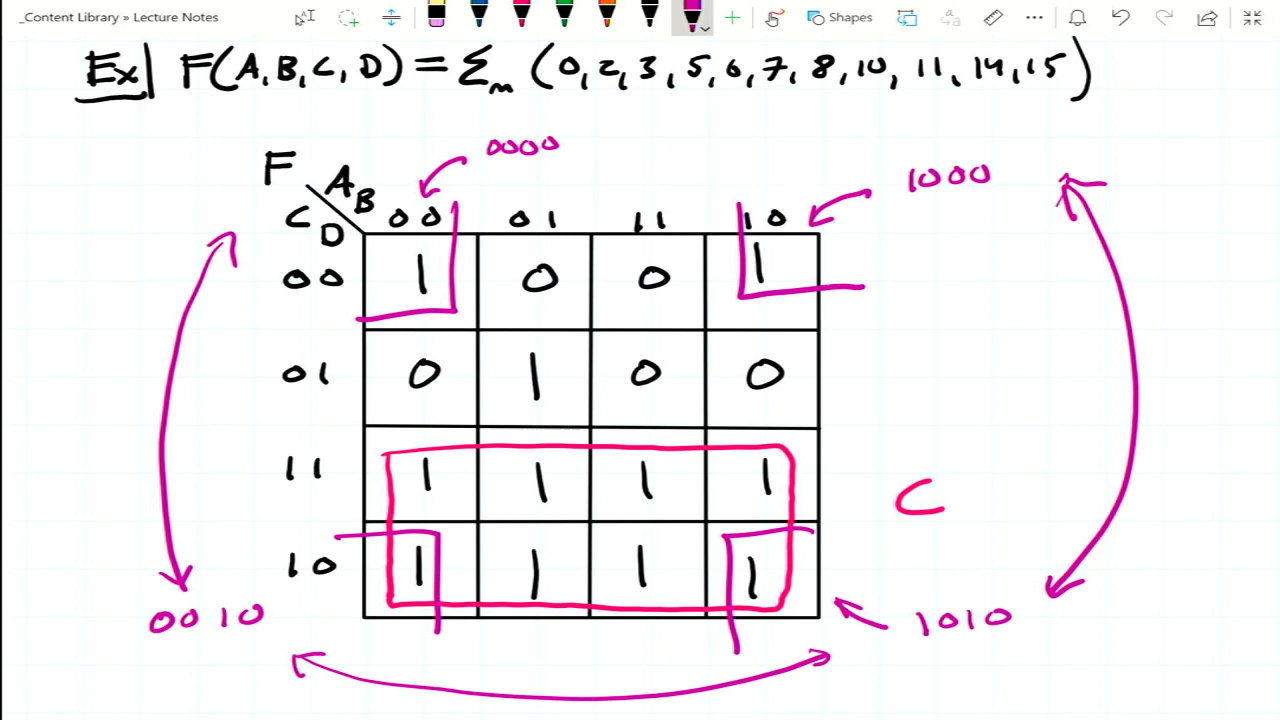 _Content Library » Lecture Notes
Shapes
Ex| F(A,B,C,D) = Σm (0,2,3,5,6,7,8,10,11,14,15)
0000
1000
F
AB
CD 00 01 11 10
00 1 0 0 1
01 0 1 0 0
11 1 1 1 1
C
10 1 1 1 1
0010
1010